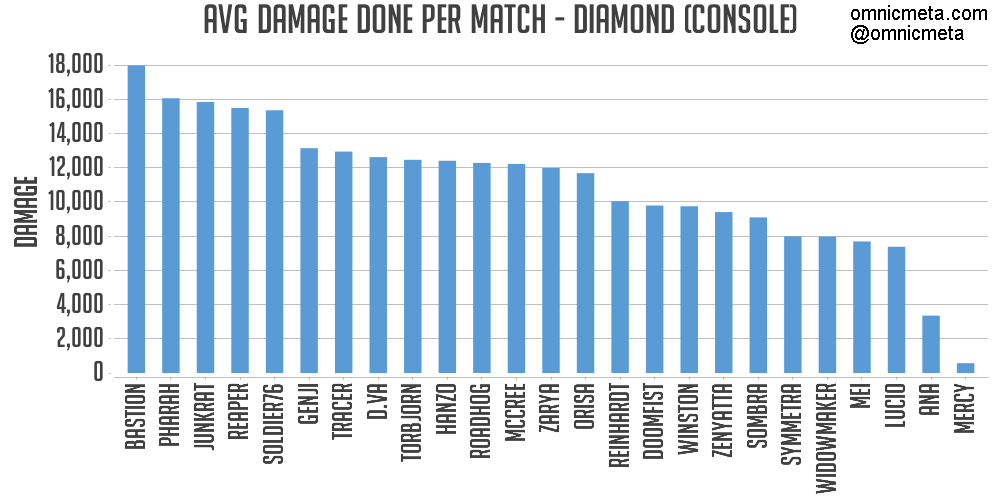 AVG DAMAGE DONE PER MATCH - DIAMOND (CONSOLE)
omnicmeta.com
@omnicmeta
DAMAGE
18,000
16,000
14,000
12,000
10,000
8,000
6,000
4,000
2,000
0
BASTION
PHARAH
JUNKRAT
REAPER
SOLDIER76
GENJI
TRACER
D.VA
TORBJORN
HANZO
ROADHOG
MCCREE
ZARYA
ORISA
REINHARDT
DOOMFIST
WINSTON
ZENYATTA
SOMBRA
SYMMETRA
WIDOWMAKER
MEI
LUCIO
ANA
MERCY